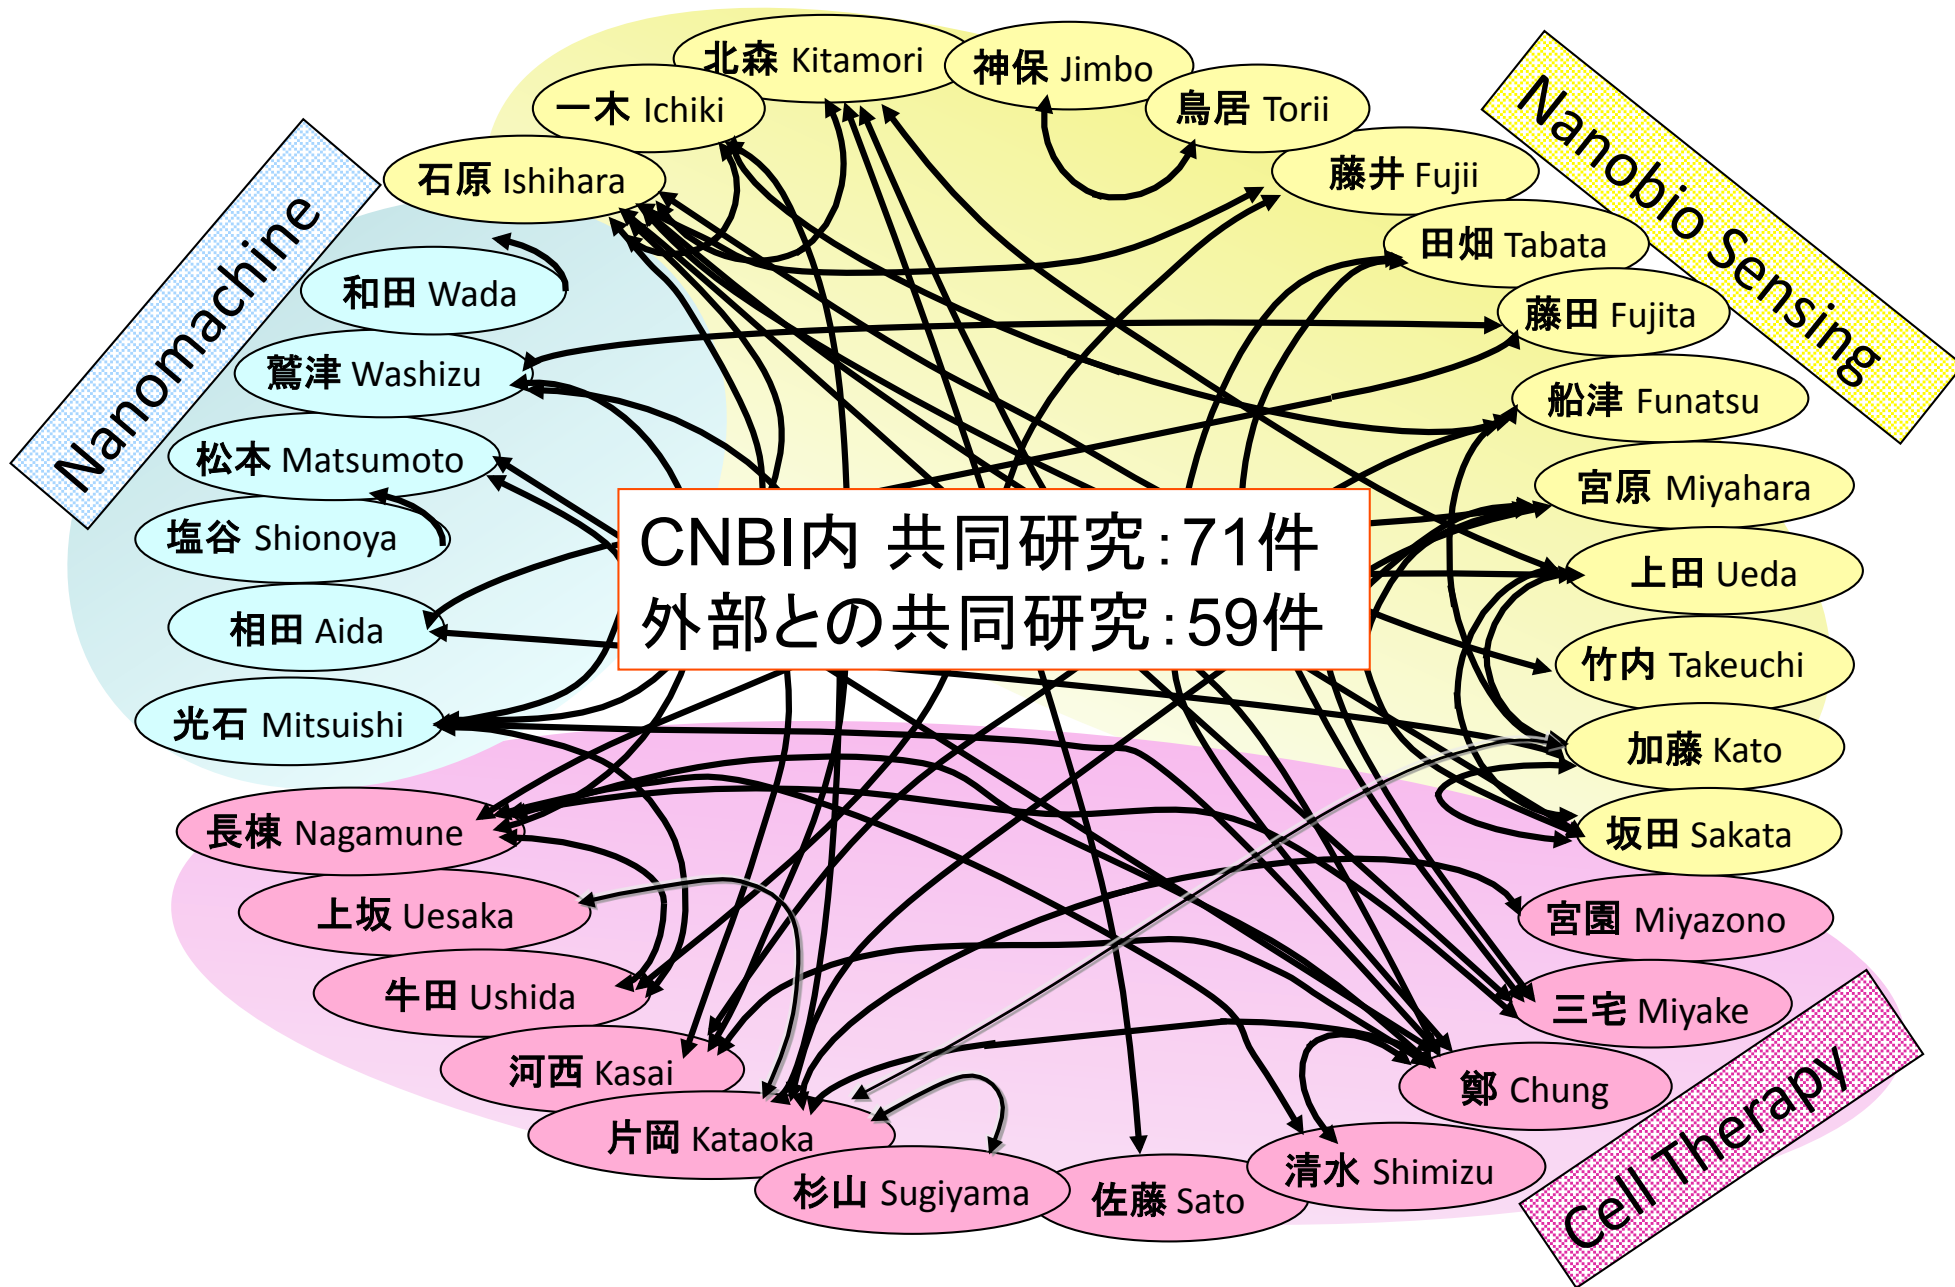 北森 Kitamori
神保 Jimbo
一木 Ichiki
鳥居 Torii
石原 Ishihara
藤井 Fujii
田畑 Tabata
Nanobio Sensing
Nanomachine
和田 Wada
藤田 Fujita
鷲津 Washizu
船津 Funatsu
松本 Matsumoto
宮原 Miyahara
塩谷 Shionoya
CNBI内 共同研究:71件
外部との共同研究:59件
上田 Ueda
相田 Aida
竹内 Takeuchi
光石 Mitsuishi
加藤 Kato
長棟 Nagamune
坂田 Sakata
上坂 Uesaka
宮園 Miyazono
牛田 Ushida
三宅 Miyake
河西 Kasai
鄭 Chung
片岡 Kataoka
清水 Shimizu
杉山 Sugiyama
佐藤 Sato
Cell Therapy